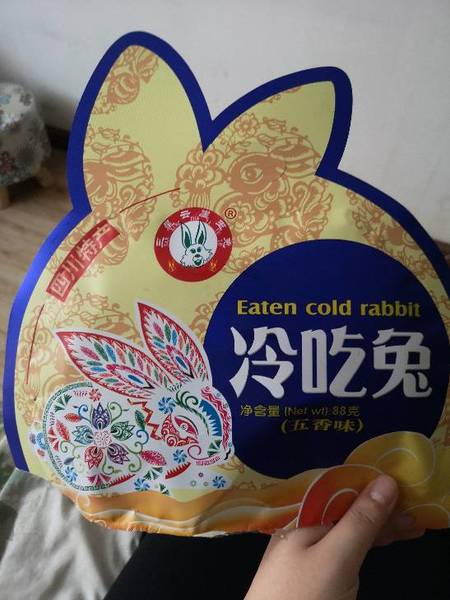 四川特产
®
Eaten cold rabbit
冷吃兔
净含量 (Net wt):88克
(五香味)